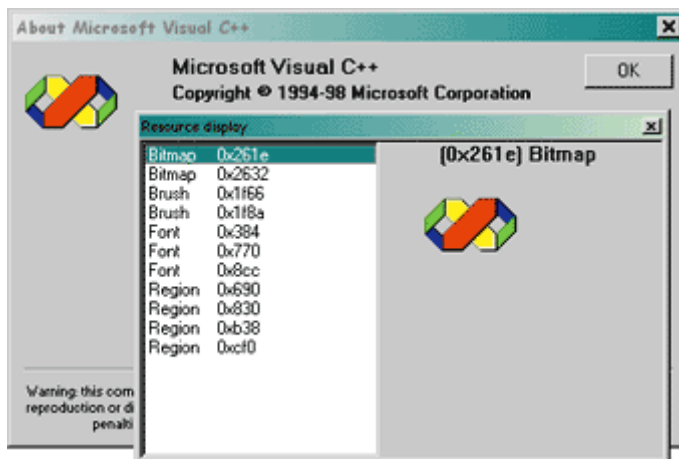 About Microsoft Visual C++
Microsoft Visual C++
Copyright © 1994-98 Microsoft Corporation
OK
Resource display
Bitmap 0x261e
Bitmap 0x2632
Brush 0x1f66
Brush 0x1f8a
Font 0x384
Font 0x770
Font 0x8cc
Region 0x690
Region 0x830
Region 0xb38
Region 0xcf0
(0x261e) Bitmap
Warning: this com
reproduction or di
penalti